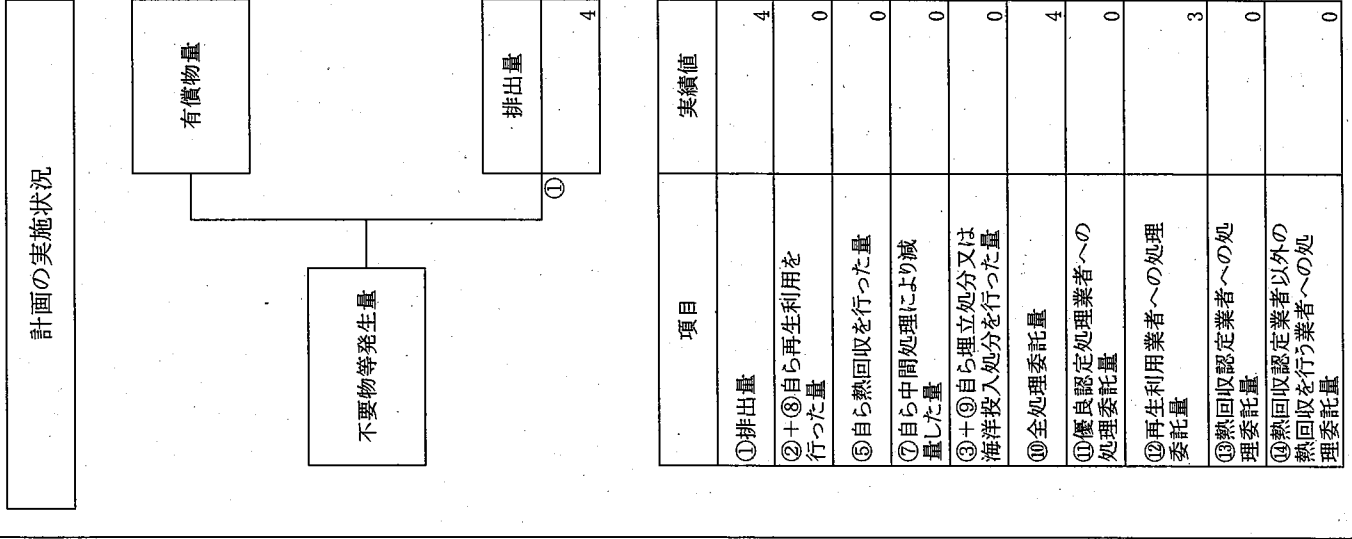 計画の実施状況
有償物量
不要物等発生量
排出量
①
4
項目
実績値
①排出量
4
②+⑧自ら再生利用を
行った量
0
⑤自ら熱回収を行った量
0
⑦自ら中間処理により減
量した量
0
③+⑨自ら埋立処分又は
海洋投入処分を行った量
0
⑩全処理委託量
4
⑪優良認定処理業者への
処理委託量
0
⑫再生利用業者への処理
委託量
3
⑬熱回収認定業者への処
理委託量
0
⑭熱回収認定業者以外の
熱回収を行う業者への処
理委託量
0